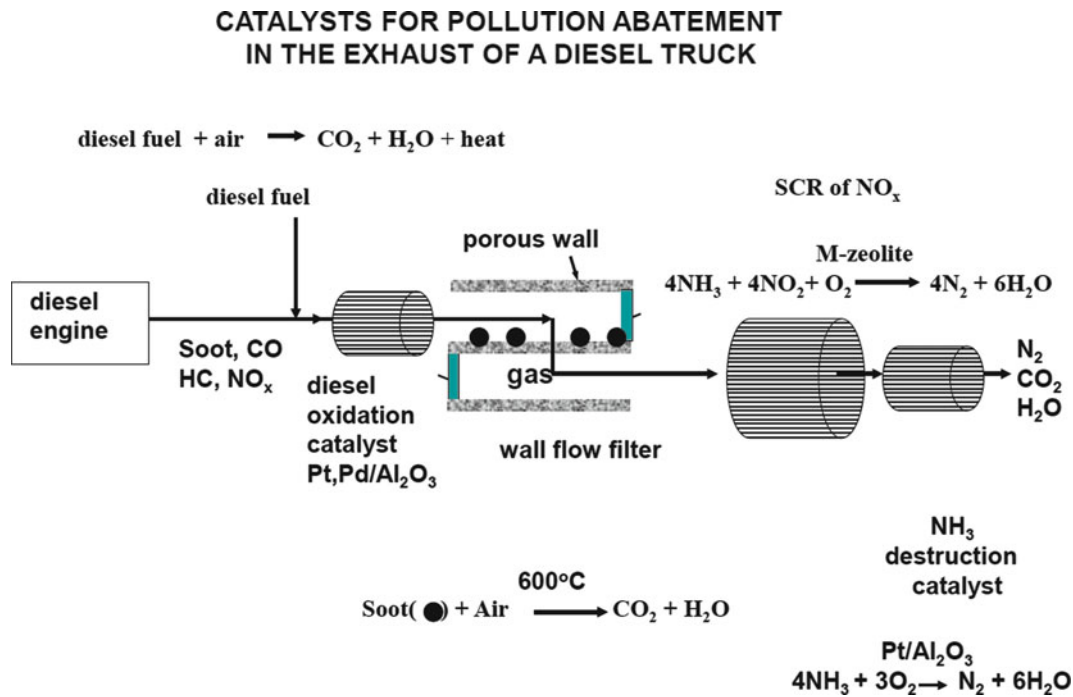 CATALYSTS FOR POLLUTION ABATEMENT
IN THE EXHAUST OF A DIESEL TRUCK
diesel fuel + air → CO₂ + H₂O + heat
diesel fuel
SCR of NOₓ
porous wall
M-zeolite
4NH₃ + 4NO₂+ O₂ → 4N₂ + 6H₂O
diesel
engine
Soot, CO
HC, NOₓ
diesel
oxidation
catalyst
Pt,Pd/Al₂O₃
gas
wall flow filter
N₂
CO₂
H₂O
NH₃
destruction
catalyst
600°C
Soot( ● ) + Air → CO₂ + H₂O
Pt/Al₂O₃
4NH₃ + 3O₂ → N₂ + 6H₂O